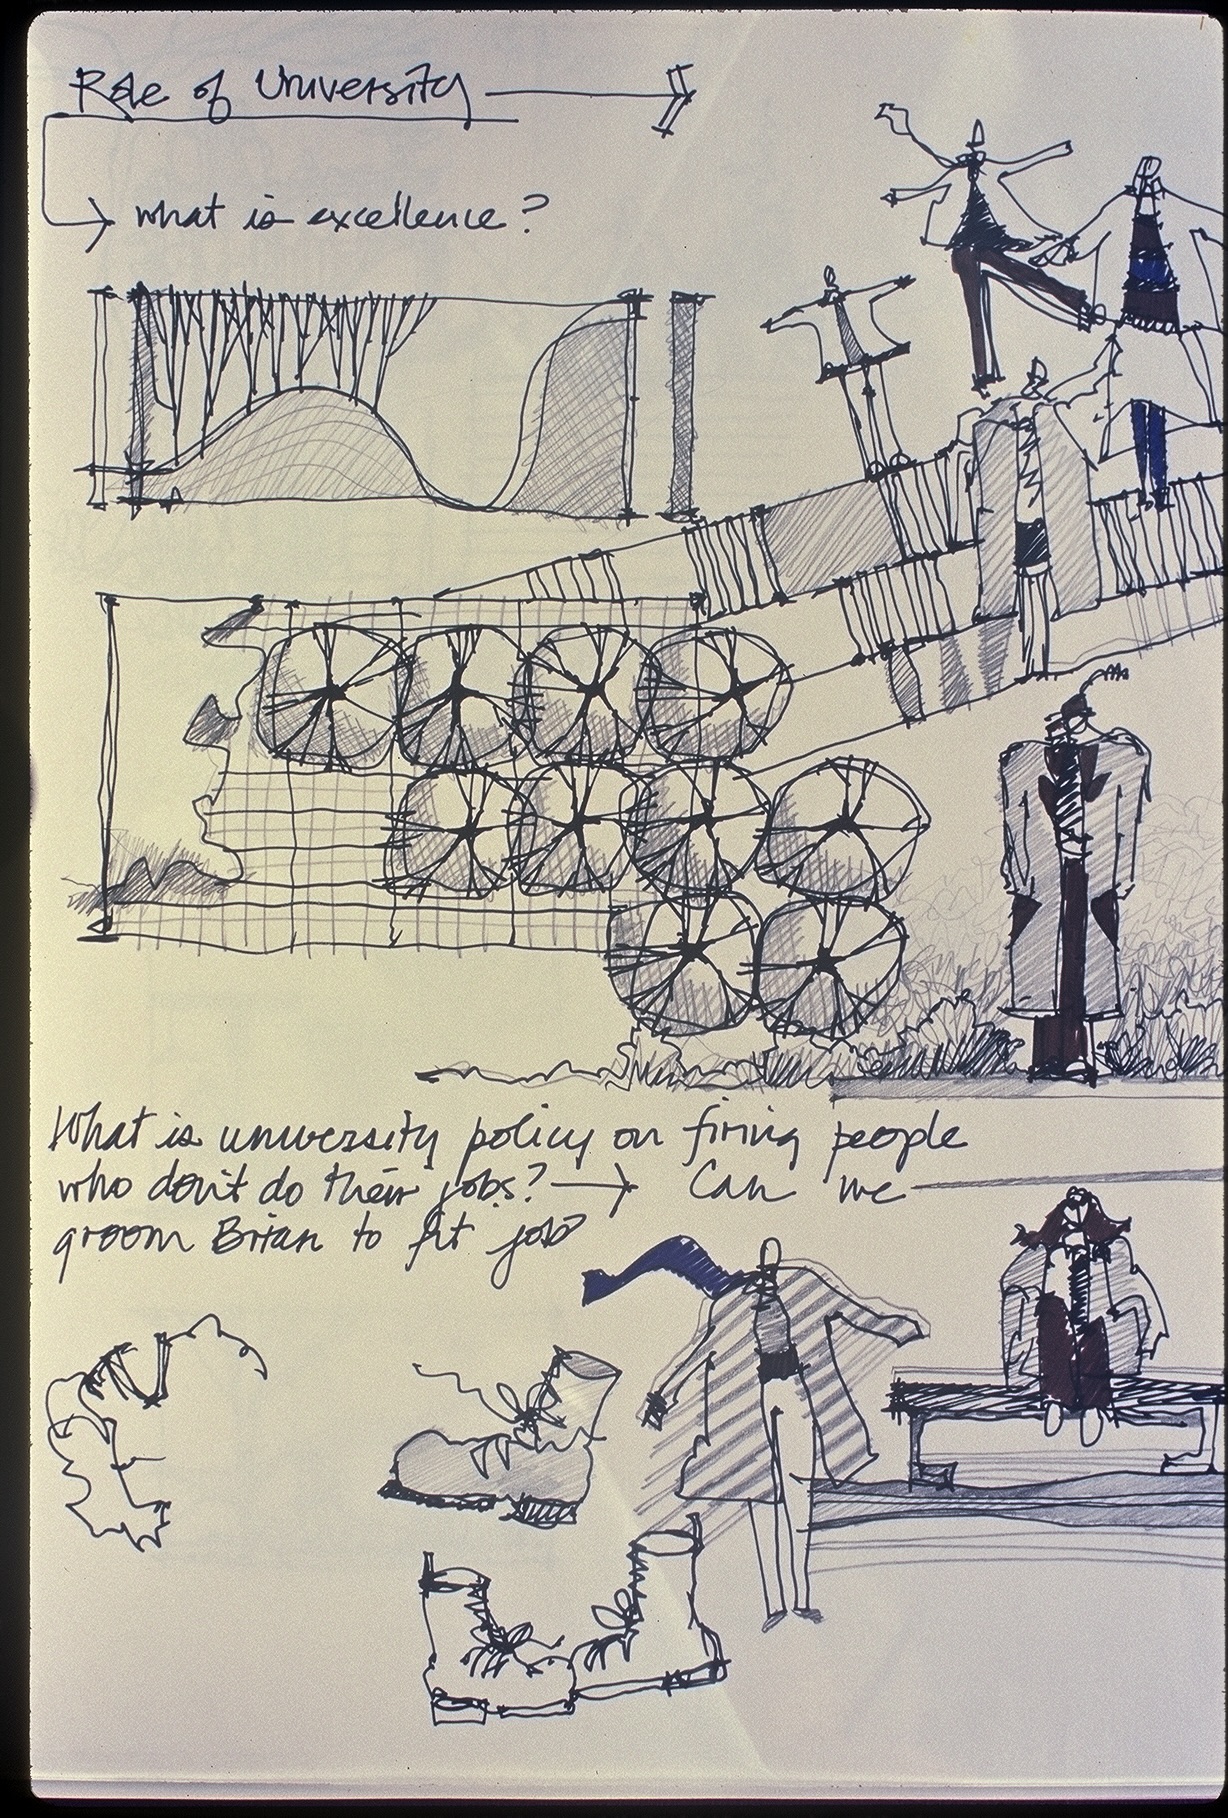 Role of University
what is excellence?
What is university policy on firing people
who don't do their jobs? → Can we
groom Brian to fit job?